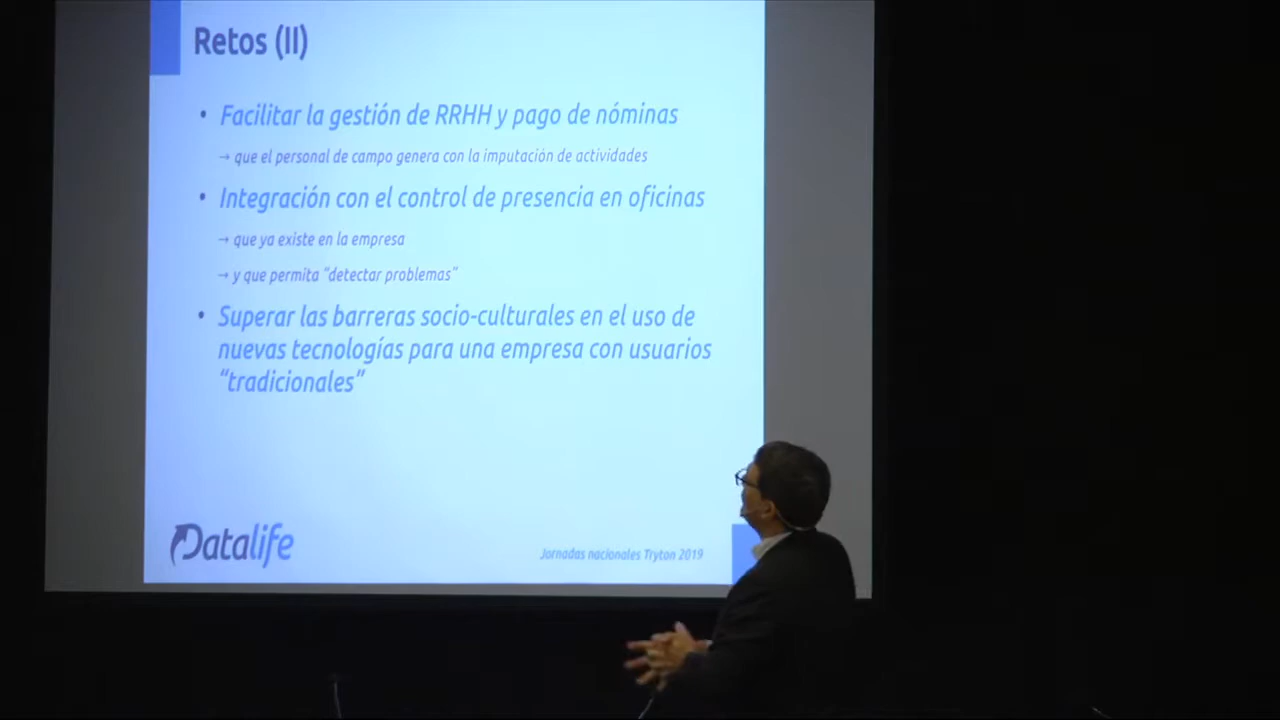 Retos (II)
• Facilitar la gestión de RRHH y pago de nóminas
→ que el personal de campo genera con la imputación de actividades
• Integración con el control de presencia en oficinas
→ que ya existe en la empresa
→ y que permita “detectar problemas”
• Superar las barreras socio-culturales en el uso de
nuevas tecnologías para una empresa con usuarios
“tradicionales”
Datalife
Jornadas nacionales Tryton 2019